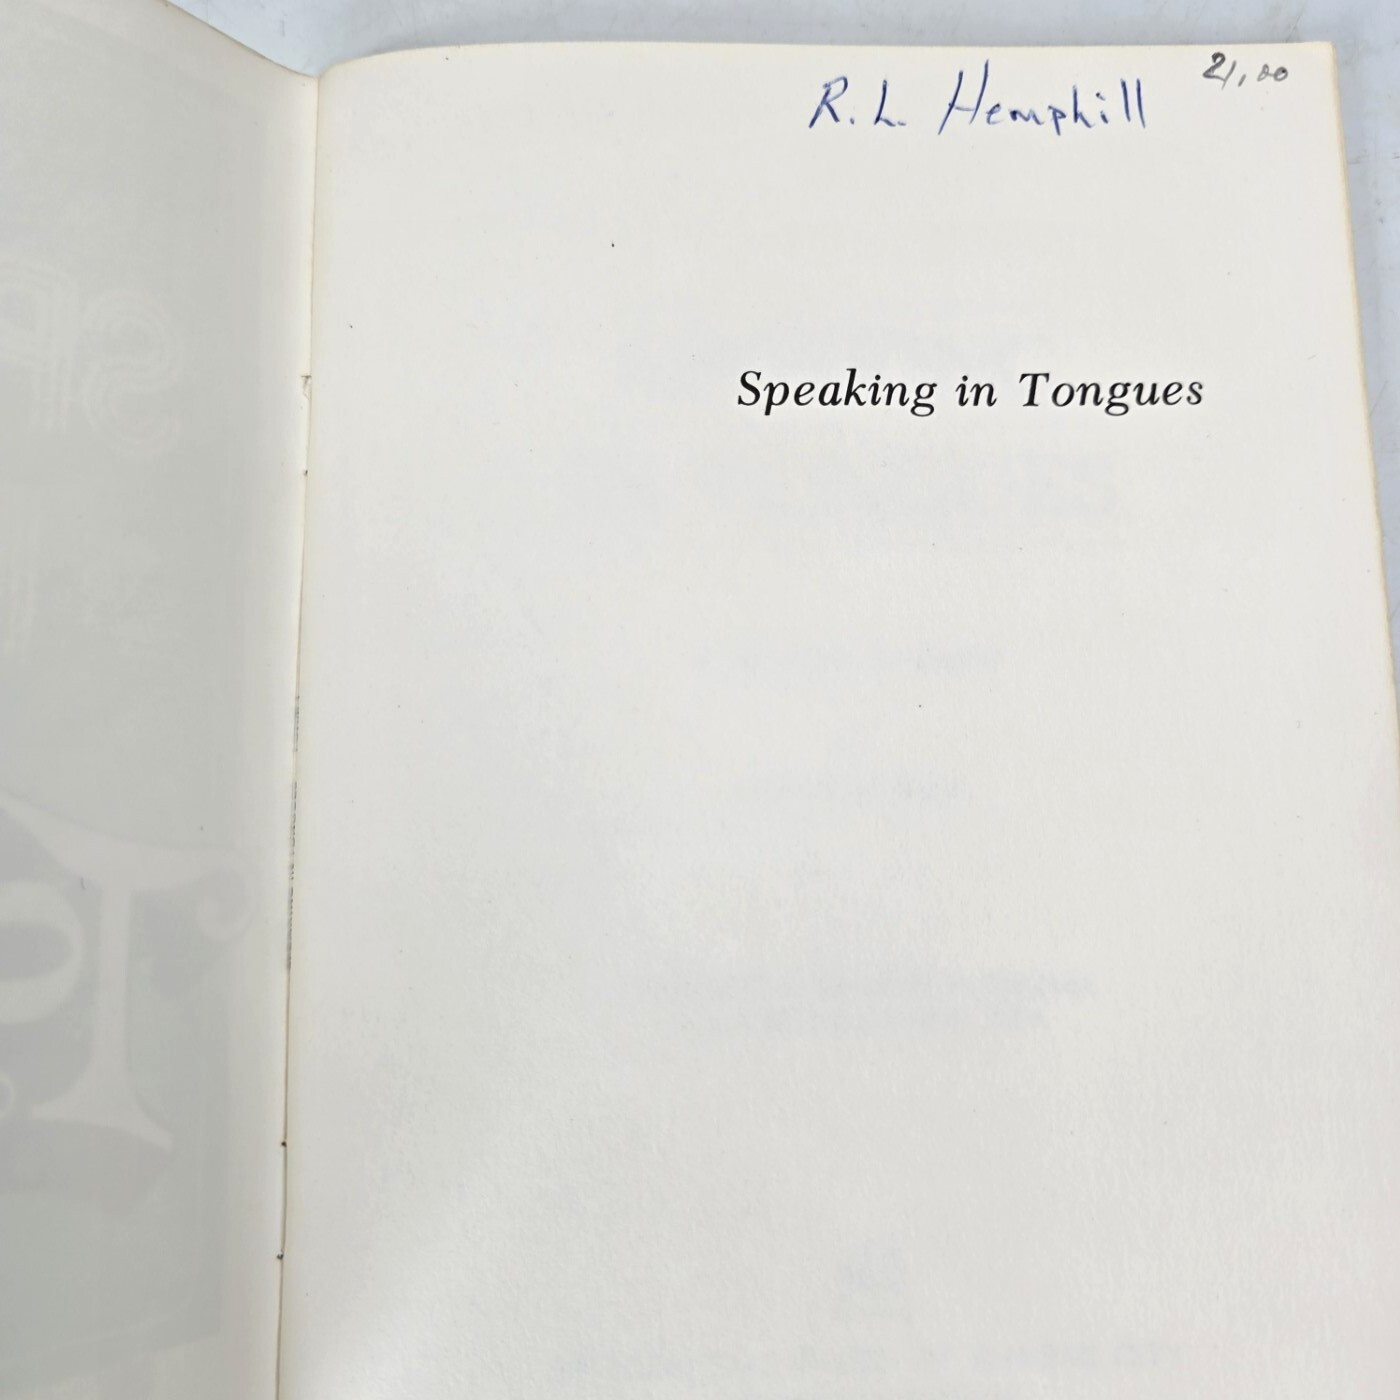 R. L. Hemphill
21,00
Speaking in Tongues